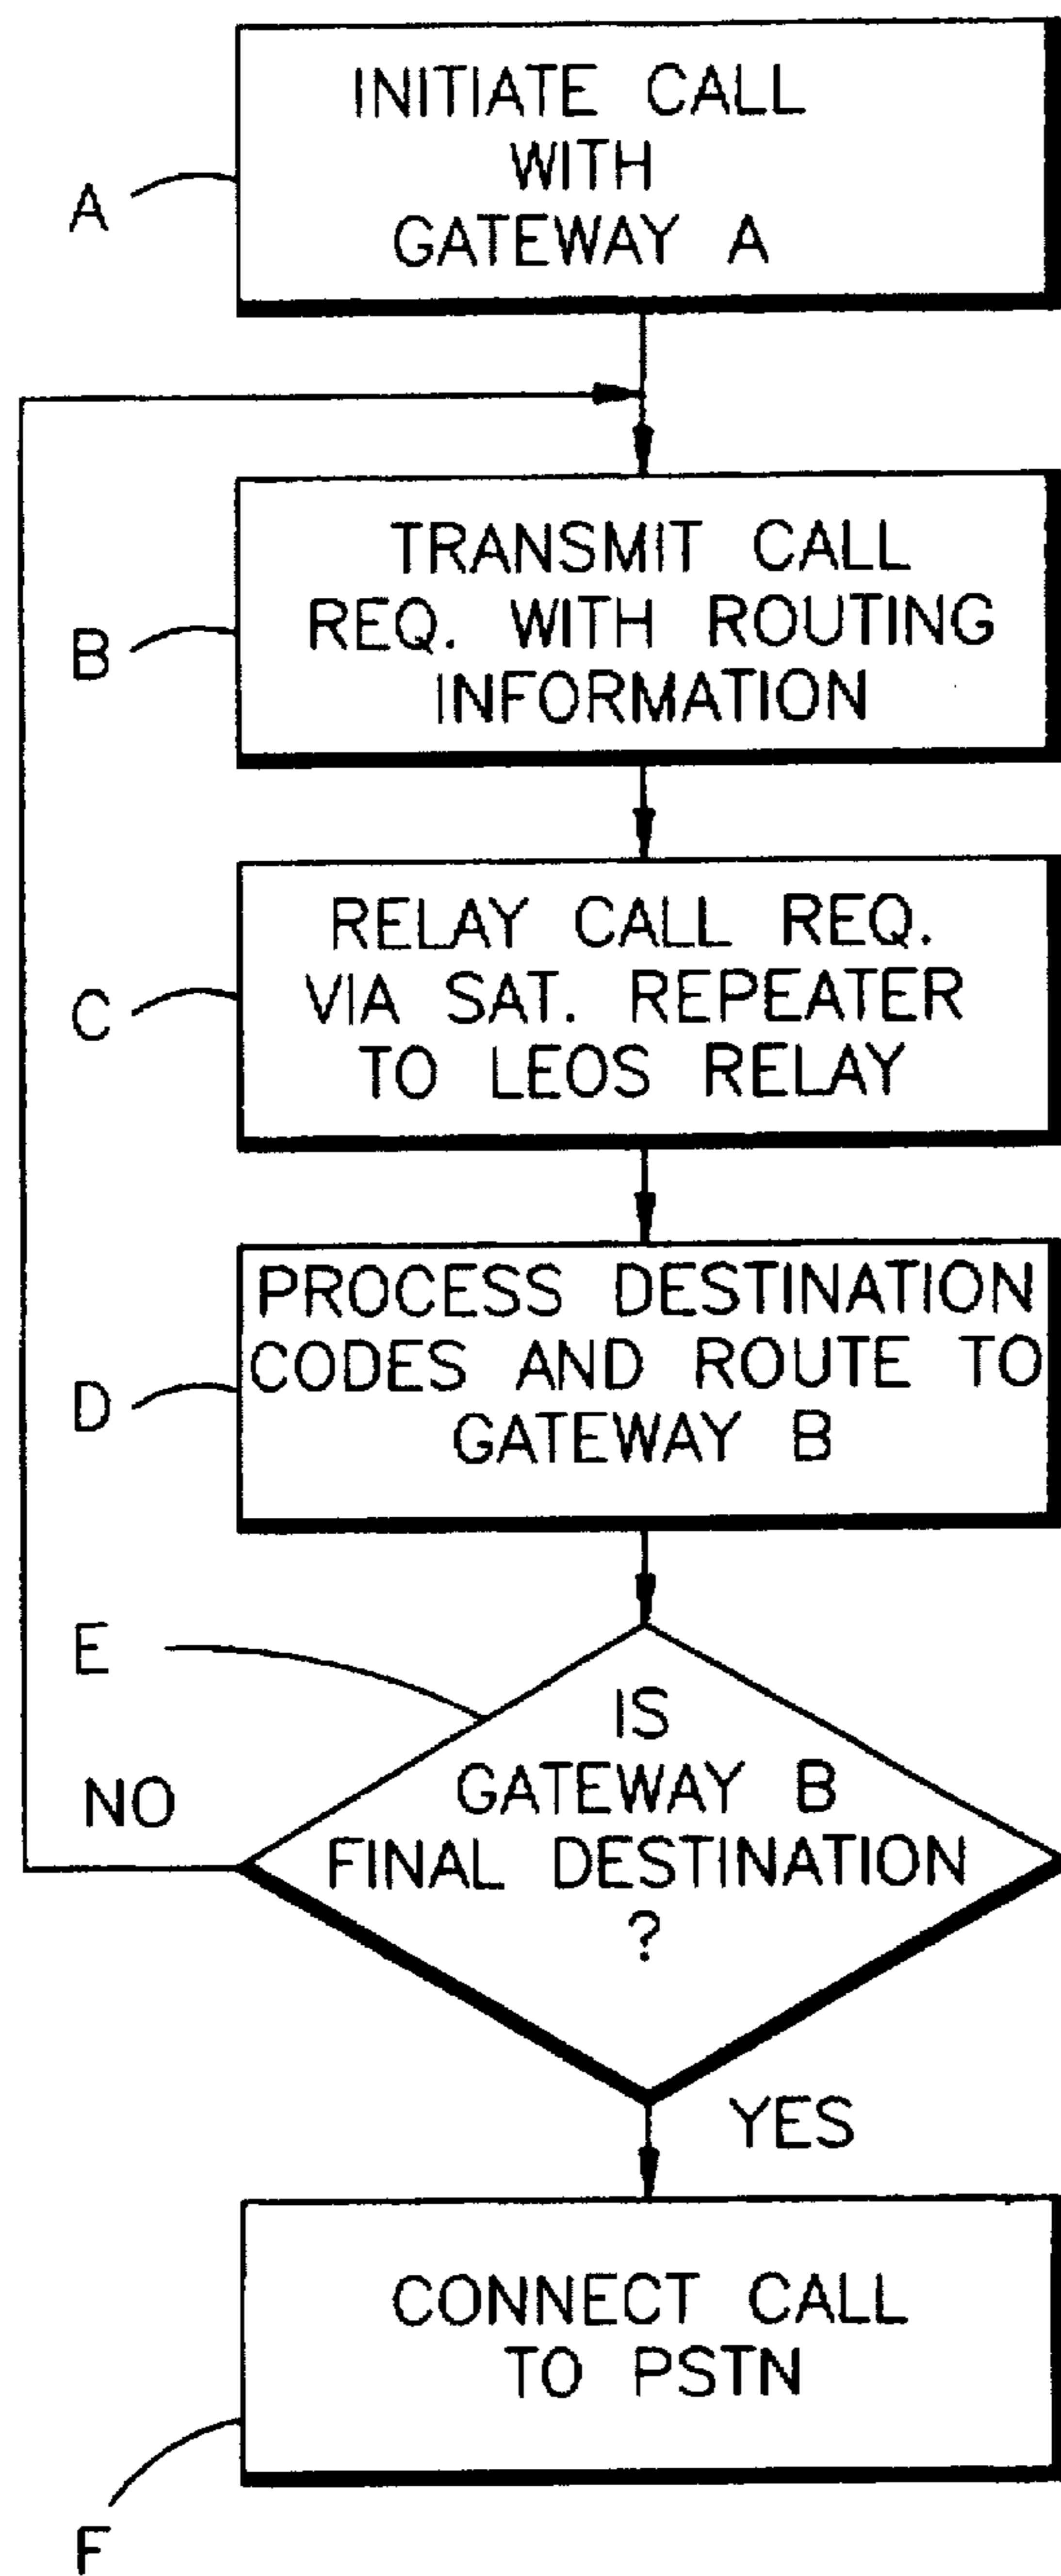 INITIATE CALL
WITH
GATEWAY A
A
TRANSMIT CALL
REQ. WITH ROUTING
INFORMATION
B
RELAY CALL REQ.
VIA SAT. REPEATER
TO LEOS RELAY
C
PROCESS DESTINATION
CODES AND ROUTE TO
GATEWAY B
D
E
IS
GATEWAY B
FINAL DESTINATION
?
NO
YES
CONNECT CALL
TO PSTN
F